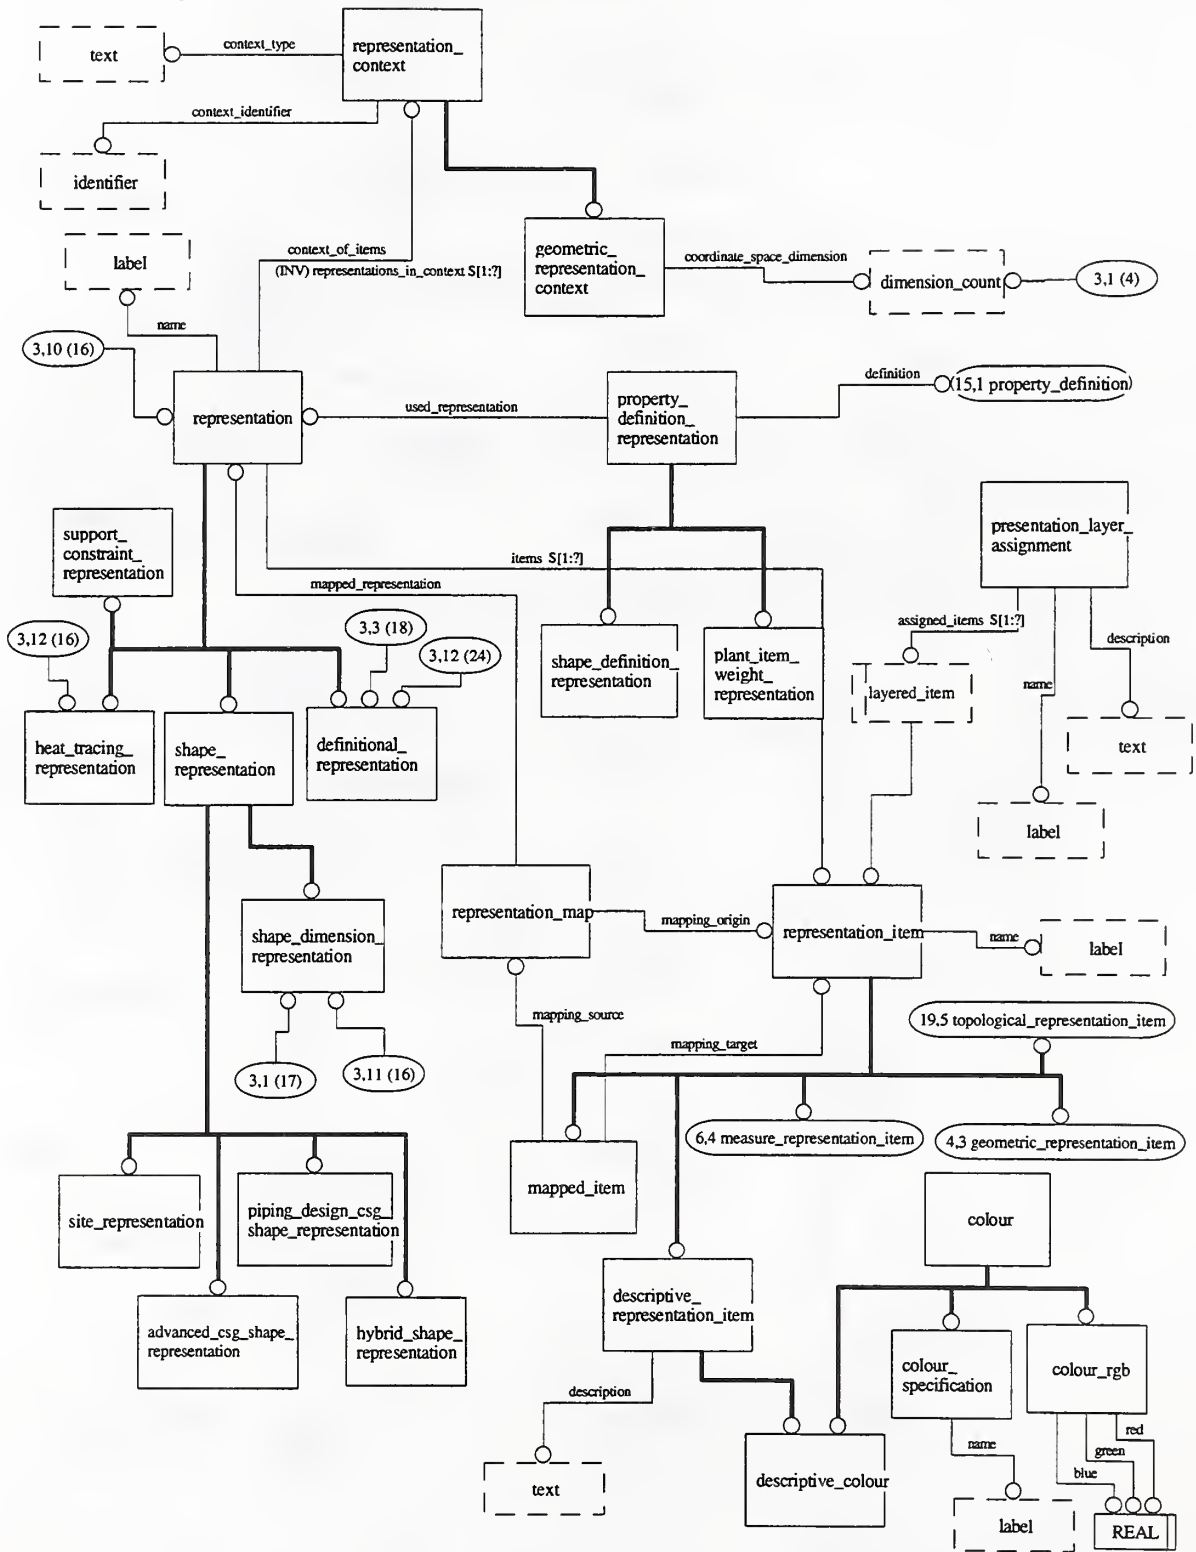 representation_
context
context_type
text
context_identifier
identifier
context_of_items
(INV) representations_in_context S[1:?]
label
name
geometric_
representation_
context
coordinate_space_dimension
dimension_count
3,1 (4)
3,10 (16)
representation
used_representation
property_
definition_
representation
definition
(15,1 property_definition)
support_
constraint_
representation
items S[1:?]
mapped_representation
presentation_layer_
assignment
assigned_items S[1:?]
description
name
layered_item
text
label
3,12 (16)
3,3 (18)
3,12 (24)
shape_definition_
representation
plant_item_
weight_
representation
heat_tracing_
representation
shape_
representation
definitional_
representation
representation_map
mapping_origin
representation_item
name
label
shape_dimension_
representation
mapping_source
mapping_target
19,5 topological_representation_item
3,1 (17)
3,11 (16)
6,4 measure_representation_item
4,3 geometric_representation_item
mapped_item
site_representation
piping_design_csg_
shape_representation
colour
advanced_csg_shape_
representation
hybrid_shape_
representation
descriptive_
representation_item
colour_
specification
colour_rgb
description
text
descriptive_colour
name
label
red
green
blue
REAL